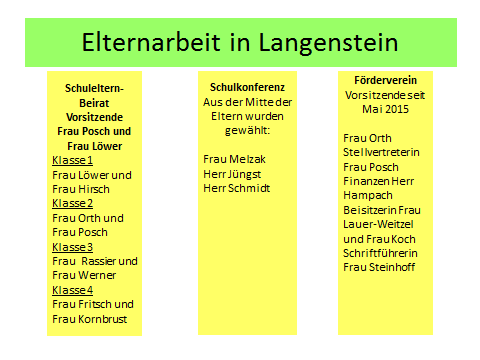 Elternarbeit in Langenstein
Schuleltern-
Beirat
Vorsitzende
Frau Posch und
Frau Löwer
Klasse 1
Frau Löwer und
Frau Hirsch
Klasse 2
Frau Orth und
Frau Posch
Klasse 3
Frau Rassier und
Frau Werner
Klasse 4
Frau Fritsch und
Frau Kornbrust
Schulkonferenz
Aus der Mitte der
Eltern wurden
gewählt:
Frau Melzak
Herr Jüngst
Herr Schmidt
Förderverein
Vorsitzende seit
Mai 2015
Frau Orth
Stellvertreterin
Frau Posch
Finanzen Herr
Hampach
Beisitzerin Frau
Lauer-Weitzel
und Frau Koch
Schriftführerin
Frau Steinhoff